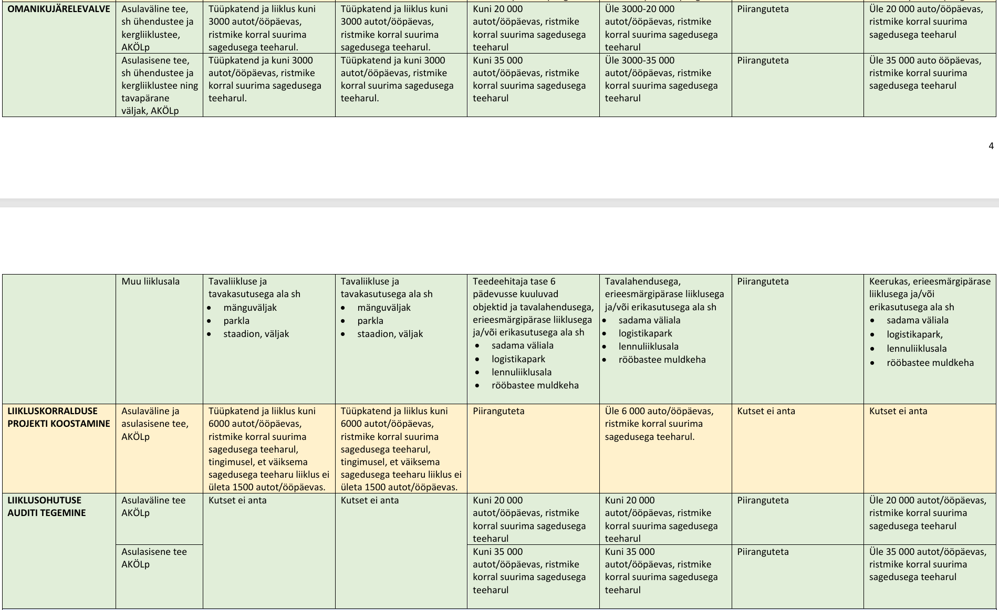 OMANIKUJÄRELEVALVE
Asulaväline tee,
sh ühendustee ja
kergliiklustee,
AKÖLp
Tüüpkatend ja liiklus kuni
3000 autot/ööpäevas,
ristmike korral suurima
sagedusega teeharul.
Tüüpkatend ja liiklus kuni
3000 autot/ööpäevas,
ristmike korral suurima
sagedusega teeharul.
Kuni 20 000
autot/ööpäevas, ristmike
korral suurima sagedusega
teeharul
Üle 3000-20 000
autot/ööpäevas, ristmike
korral suurima sagedusega
teeharul
Piiranguteta
Üle 20 000 auto/ööpäevas,
ristmike korral suurima
sagedusega teeharul
Asulasisene tee,
sh ühendustee ja
kergliiklustee ning
tavapärane
väljak, AKÖLp
Tüüpkatend ja kuni 3000
autot/ööpäevas, ristmike
korral suurima sagedusega
teeharul.
Tüüpkatend ja kuni 3000
autot/ööpäevas, ristmike
korral suurima sagedusega
teeharul.
Kuni 35 000
autot/ööpäevas, ristmike
korral suurima sagedusega
teeharul
Üle 3000-35 000
autot/ööpäevas, ristmike
korral suurima sagedusega
teeharul
Piiranguteta
Üle 35 000 auto ööpäevas,
ristmike korral suurima
sagedusega teeharul
4
Muu liiklusala
Tavaliikluse ja
tavakasutusega ala sh
• mänguväljak
• parkla
• staadion, väljak
Tavaliikluse ja
tavakasutusega ala sh
• mänguväljak
• parkla
• staadion, väljak
Teedeehitaja tase 6
pädevusse kuuluvad
objektid ja tavalahendusega,
erieesmärgipärase liiklusega
ja/või erikasutusega ala sh
• sadama väliala
• logistikapark
• lennuliiklusala
• rööbastee muldkeha
Tavalahendusega,
erieesmärgipärase liiklusega
ja/või erikasutusega ala sh
• sadama väliala
• logistikapark
• lennuliiklusala
• rööbastee muldkeha
Piiranguteta
Keerukas, erieesmärgipärase
liiklusega ja/või
erikasutusega ala sh
• sadama väliala
• logistikapark,
• lennuliiklusala
• rööbastee muldkeha
LIIKLUSKORRALDUSE
PROJEKTI KOOSTAMINE
Asulaväline ja
asulasisene tee,
AKÖLp
Tüüpkatend ja liiklus kuni
6000 autot/ööpäevas,
ristmike korral suurima
sagedusega teeharul,
tingimusel, et väiksema
sagedusega teeharu liiklus ei
ületa 1500 autot/ööpäevas.
Tüüpkatend ja liiklus kuni
6000 autot/ööpäevas,
ristmike korral suurima
sagedusega teeharul,
tingimusel, et väiksema
sagedusega teeharu liiklus ei
ületa 1500 autot/ööpäevas.
Piiranguteta
Üle 6 000 auto/ööpäevas,
ristmike korral suurima
sagedusega teeharul.
Kutset ei anta
Kutset ei anta
LIIKLUSOHUTUSE
AUDITI TEGEMINE
Asulaväline tee
AKÖLp
Kutset ei anta
Kutset ei anta
Kuni 20 000
autot/ööpäevas, ristmike
korral suurima sagedusega
teeharul
Kuni 20 000
autot/ööpäevas, ristmike
korral suurima sagedusega
teeharul
Piiranguteta
Üle 20 000 autot/ööpäevas,
ristmike korral suurima
sagedusega teeharul
Asulasisene tee
AKÖLp
Kuni 35 000
autot/ööpäevas, ristmike
korral suurima sagedusega
teeharul
Kuni 35 000
autot/ööpäevas, ristmike
korral suurima sagedusega
teeharul
Piiranguteta
Üle 35 000 autot/ööpäevas,
ristmike korral suurima
sagedusega teeharul